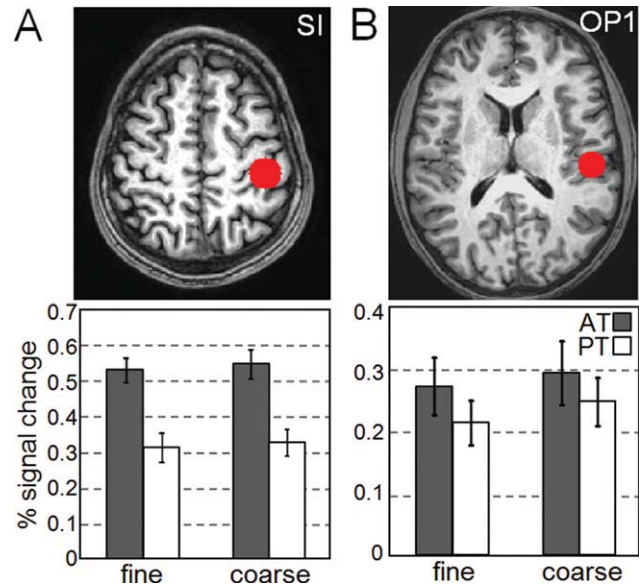 A
SI
B
OP1
% signal change
0.7
0.6
0.5
0.4
0.3
0.2
0.1
0
fine
coarse
0.4
0.3
0.2
0.1
0
AT
PT
fine
coarse